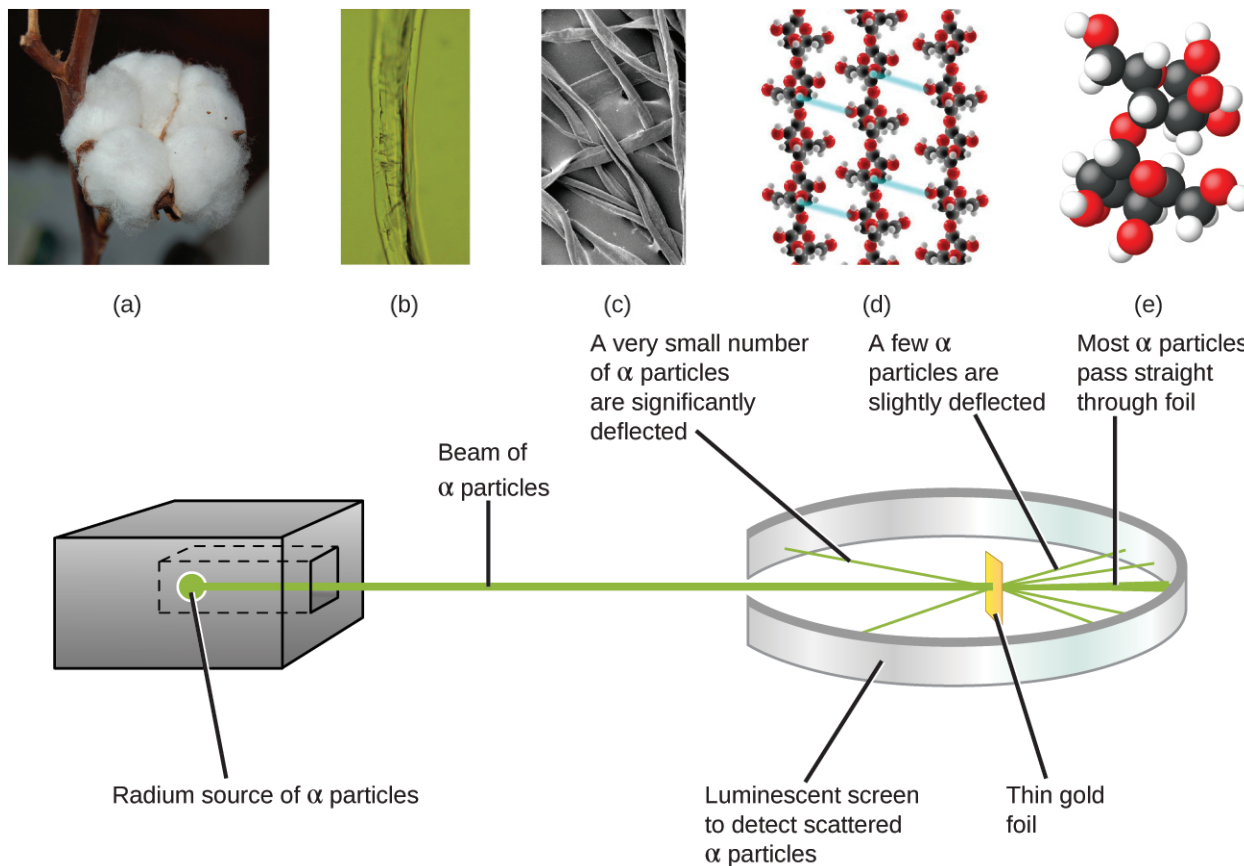 (a)
(b)
(c)
(d)
(e)
A very small number
of α particles
are significantly
deflected
A few α
particles are
slightly deflected
Most α particles
pass straight
through foil
Beam of
α particles
Radium source of α particles
Luminescent screen
to detect scattered
α particles
Thin gold
foil